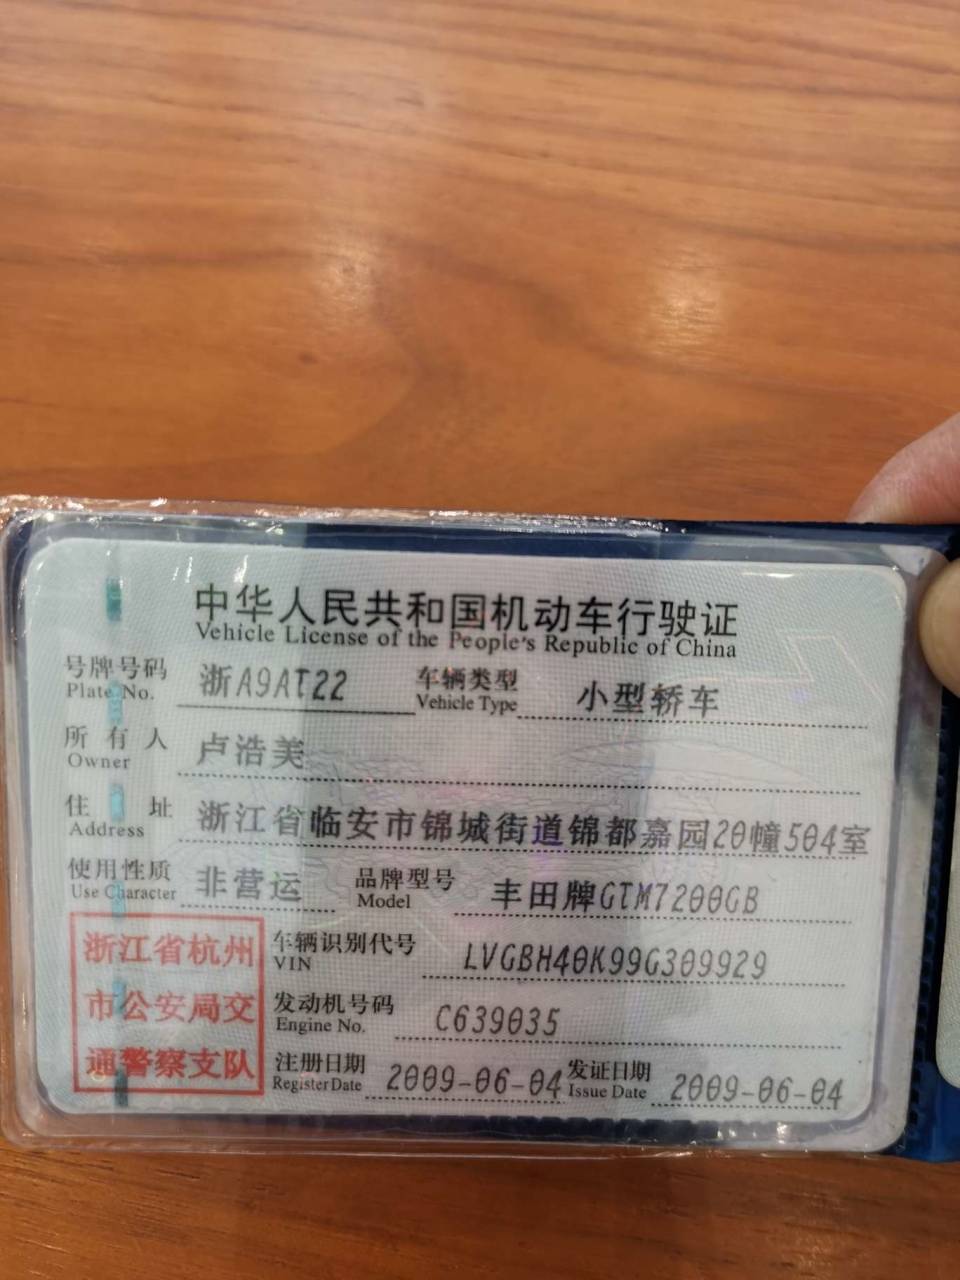 中华人民共和国机动车行驶证
Vehicle License of the People's Republic of China
号牌号码 浙A9AT22 车辆类型 小型轿车
Plate No. Vehicle Type
所有人 卢浩美
Owner
住址 浙江省临安市锦城街道锦都嘉园20幢504室
Address
使用性质 非营运 品牌型号 丰田牌GTM7200GB
Use Character Model
浙江省杭州 车辆识别代号 LVGBH40K99G309929
VIN
市公安局交 发动机号码 C639035
Engine No.
通警察支队 注册日期 2009-06-04 发证日期 2009-06-04
Register Date Issue Date